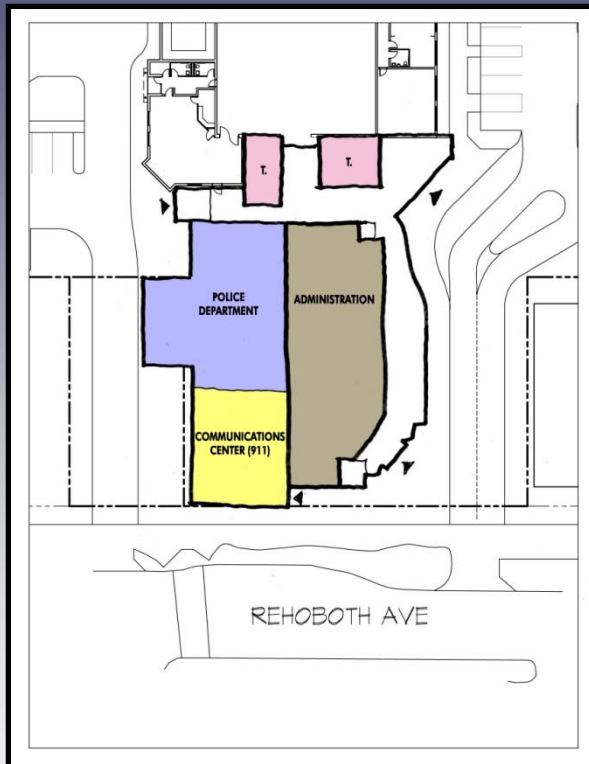 T.
T.
POLICE
DEPARTMENT
ADMINISTRATION
COMMUNICATIONS
CENTER (911)
REHOBOTH AVE